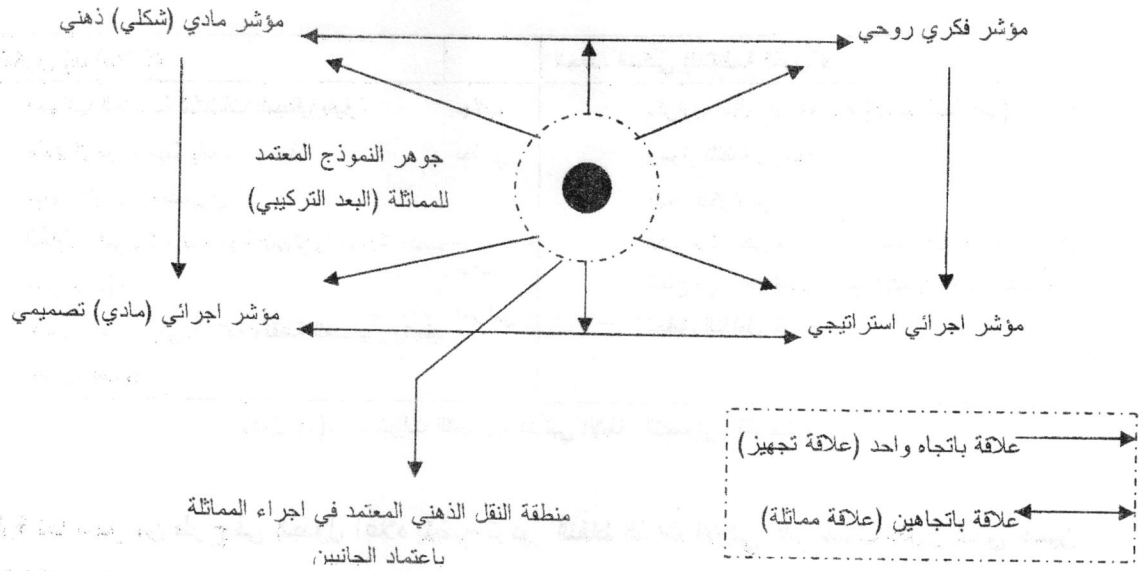 مؤشر فكري روحي
مؤشر مادي (شكلي) ذهني
جوهر النموذج المعتمد
للمماثلة (البعد التركيبي)
مؤشر اجرائي استراتيجي
مؤشر اجرائي (مادي) تصميمي
علاقة باتجاه واحد (علاقة تجهيز)
علاقة باتجاهين (علاقة مماثلة)
منطقة النقل الذهني المعتمد في اجراء المماثلة
باعتماد الجانبين